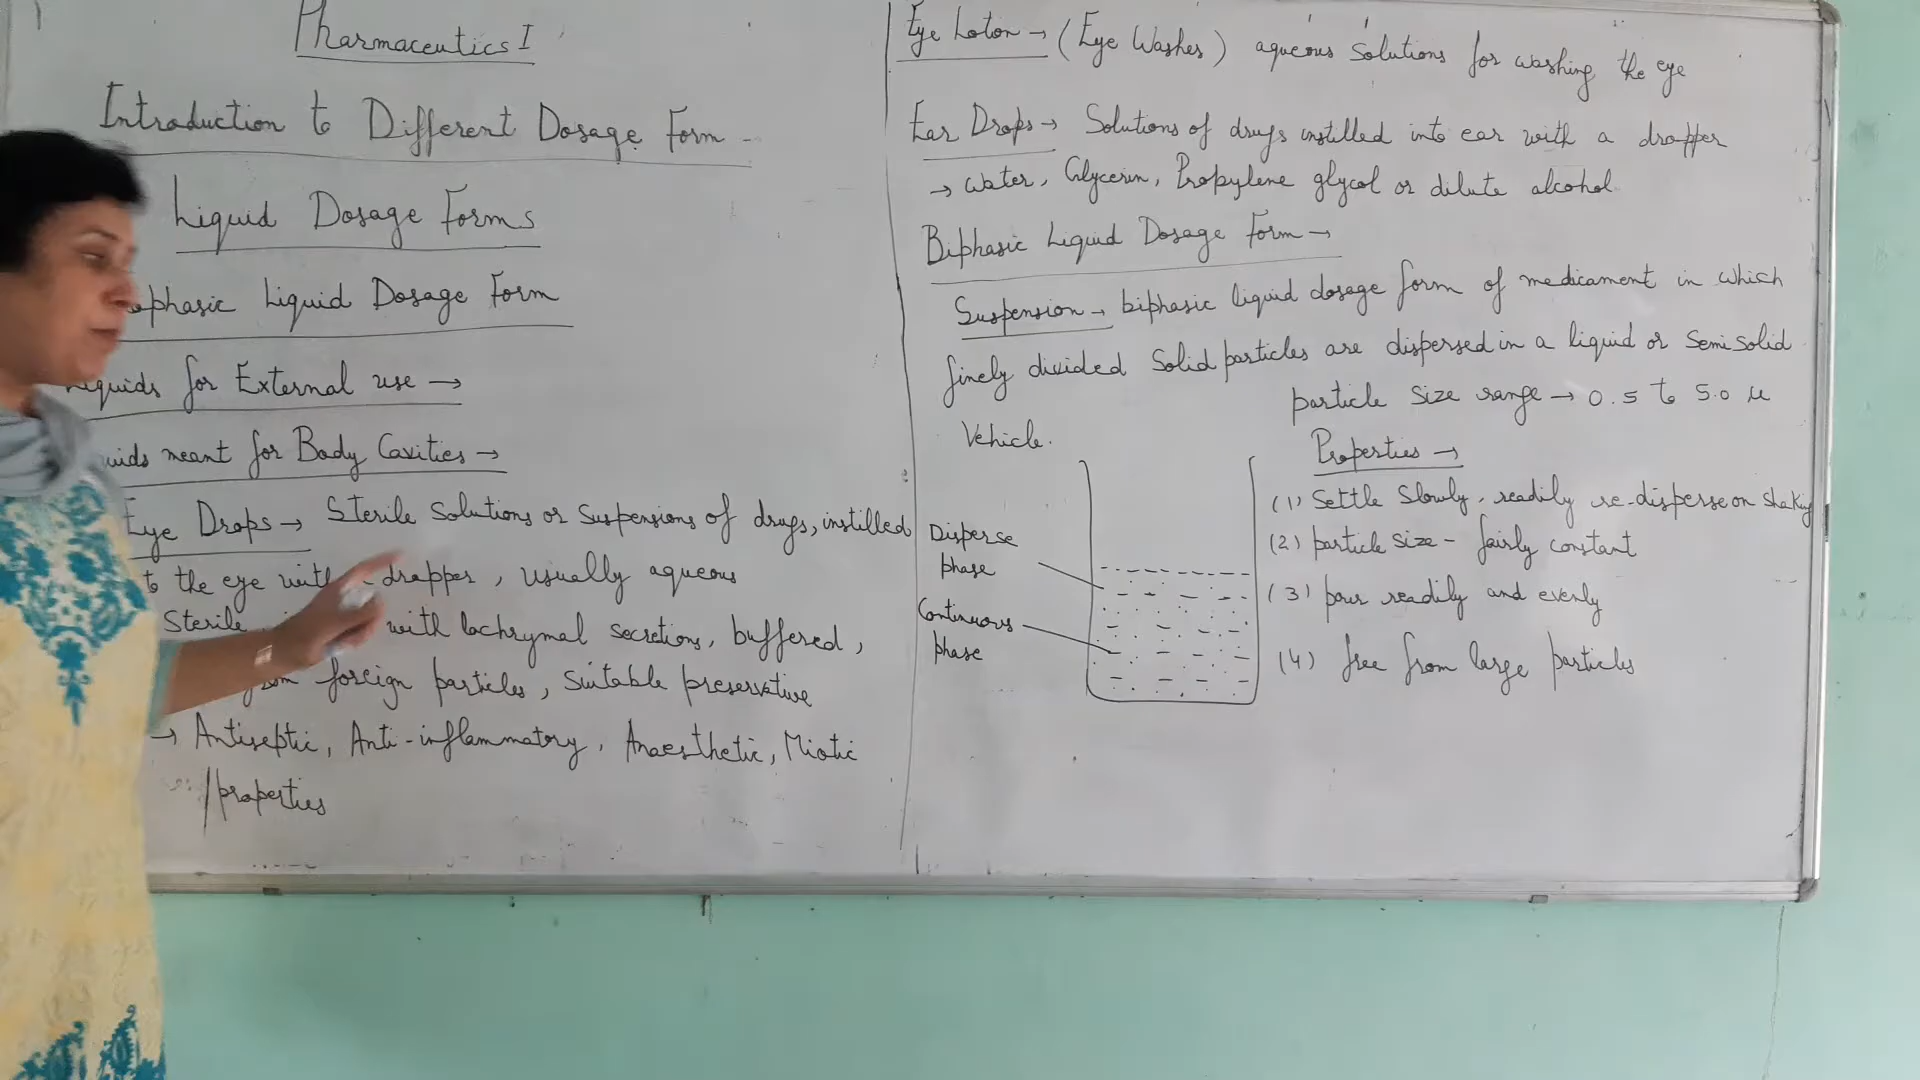 Pharmaceutics I
Introduction to Different Dosage Form -
Liquid Dosage Forms
ophasic Liquid Dosage Form
iquids for External use →
uids meant for Body Cavities →
Eye Drops → Sterile Solutions or Suspensions of drugs, instilled
to the eye with drapper, usually aqueous
Sterile, with lachrymal secretions, buffered,
from foreign particles, Suitable preservative
→ Antiseptic, Anti-inflammatory, Anaesthetic, Miotic
properties
Eye Loton → (Eye Washes) aqueous Solutions for washing the eye
Ear Drops → Solutions of drugs instilled into ear with a drapper
→ Water, Glycerin, Propylene glycol or dilute alcohol
Biphasic Liquid Dosage Form →
Suspension → biphasic liquid dosage form of medicament in which
finely divided Solid particles are dispersed in a liquid or Semi Solid
Vehicle.
particle Size range → 0.5 to 5.0 µ
Properties →
(1) Settle Slowly, readily re-disperse on Shaking
(2) particle Size - fairly constant
(3) pour readily and evenly
(4) free from large particles
Disperse
phase
Continuous
phase